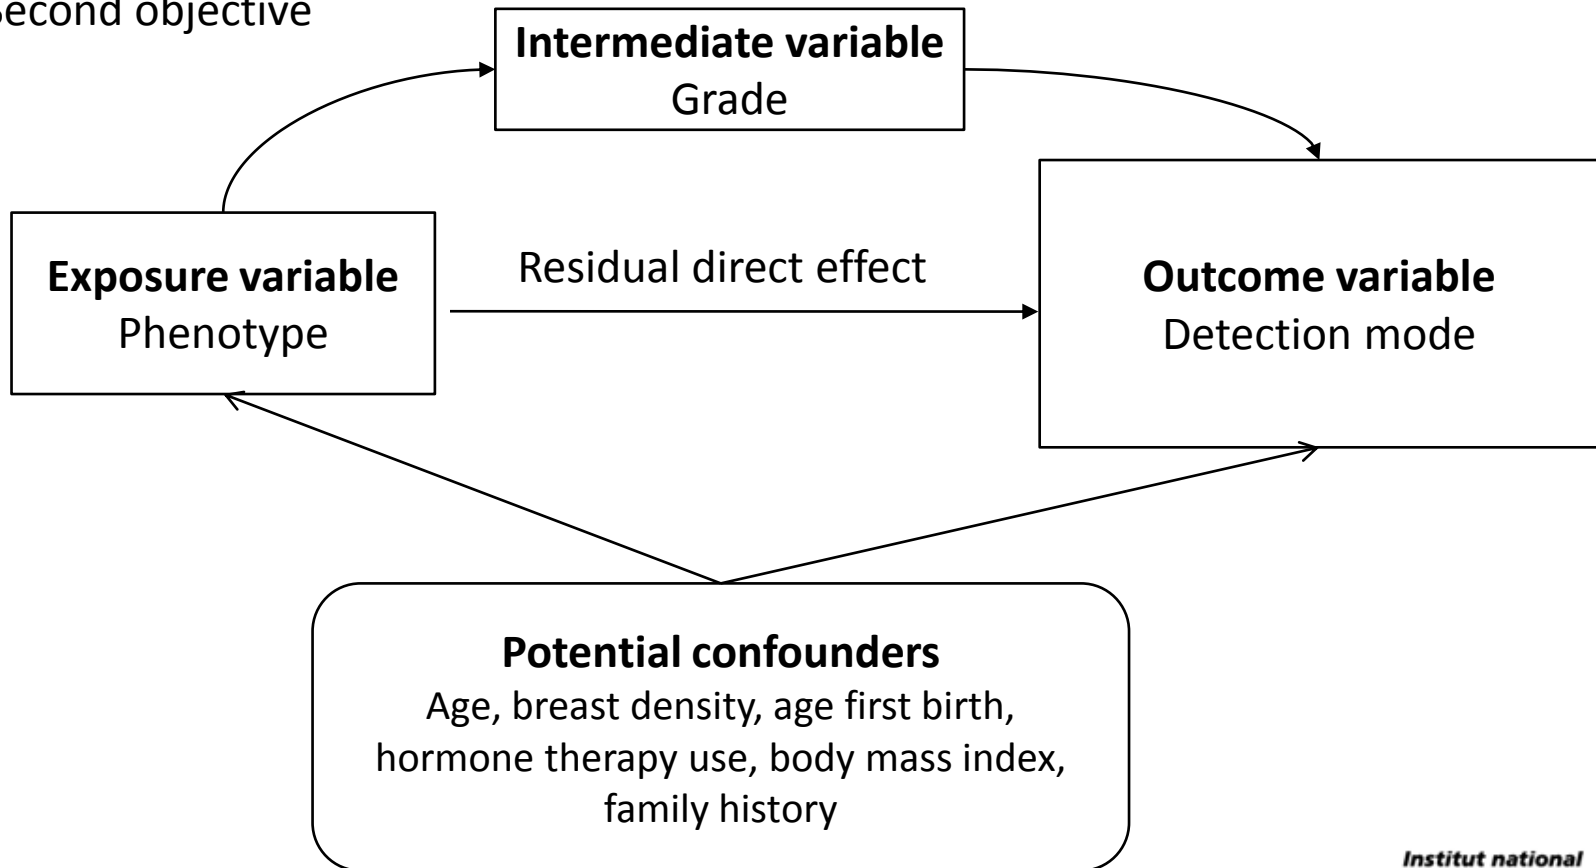 Second objective
Intermediate variable
Grade
Exposure variable
Phenotype
Residual direct effect
Outcome variable
Detection mode
Potential confounders
Age, breast density, age first birth,
hormone therapy use, body mass index,
family history
Institut national